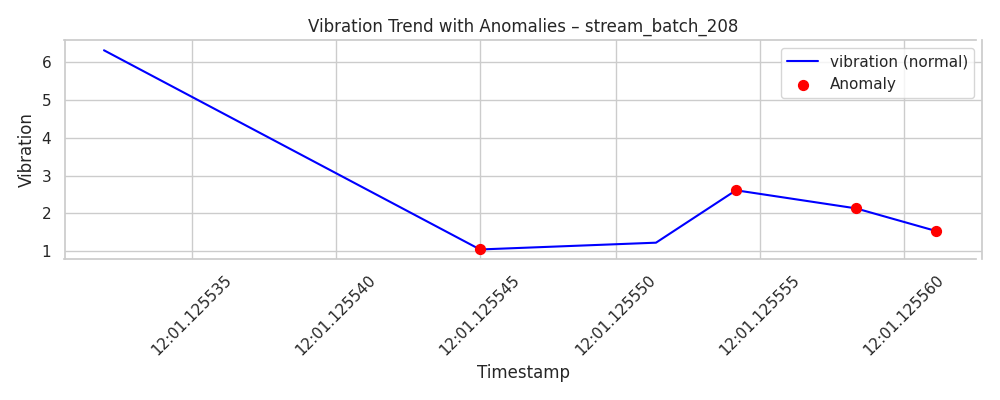 Vibration Trend with Anomalies – stream_batch_208
vibration (normal)
Anomaly
Vibration
6
5
4
3
2
1
12:01.125535
12:01.125540
12:01.125545
12:01.125550
12:01.125555
12:01.125560
Timestamp